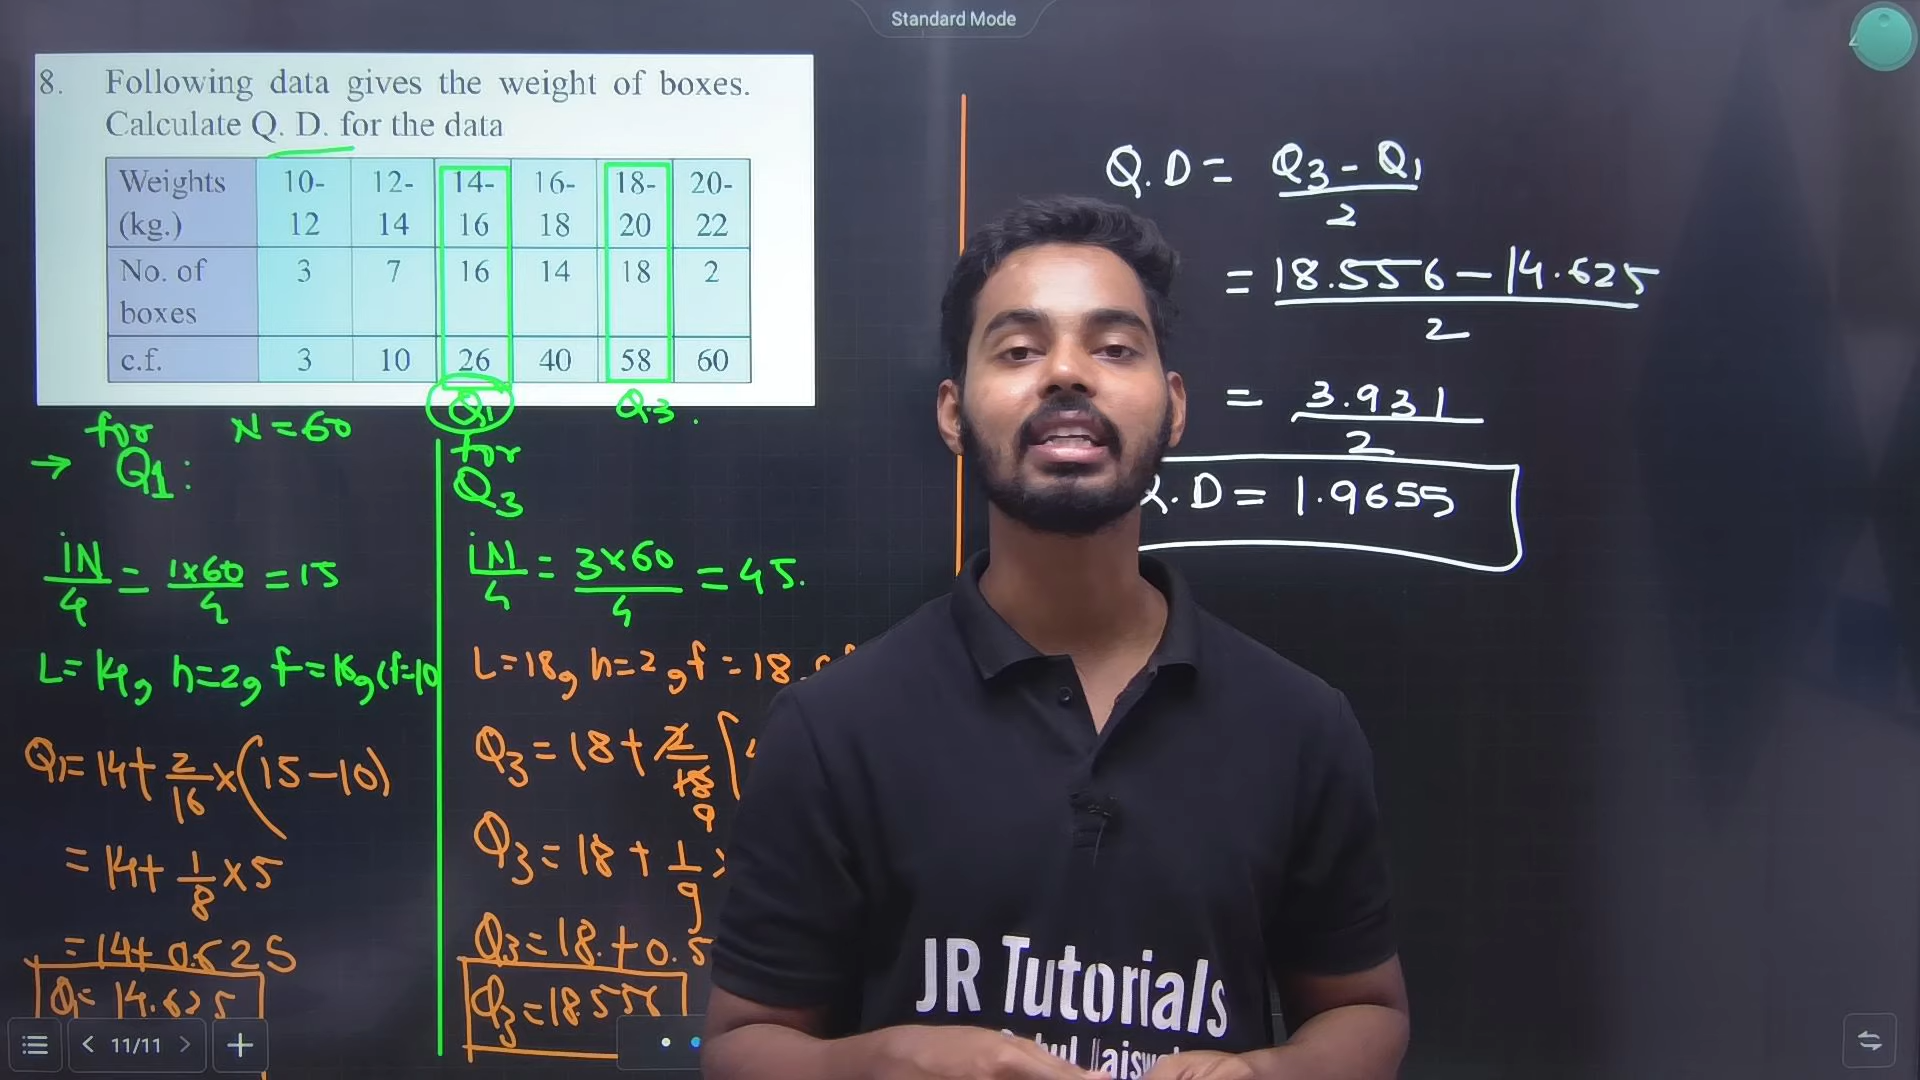 Standard Mode
8. Following data gives the weight of boxes.
Calculate Q. D. for the data
Weights (kg.) 10-12 12-14 14-16 16-18 18-20 20-22
No. of boxes 3 7 16 14 18 2
c.f. 3 10 26 40 58 60
Q1 Q3.
for N=60
→ Q1:
iN/4 = 1×60/4 = 15
L=14, h=2, f=16, cf=10
Q1=14+2/16×(15-10)
=14+1/8×5
=14+0.625
Q1=14.625
for
Q3
iN/4 = 3×60/4 = 45.
L=18, h=2, f=18.
Q3=18+2/18
9
Q3=18+1/9
Q3=18.+0.5
Q3=18.556
Q.D= Q3-Q1/2
= 18.556-14.625/2
= 3.931/2
Q.D= 1.9655
JR Tutorials
11/11